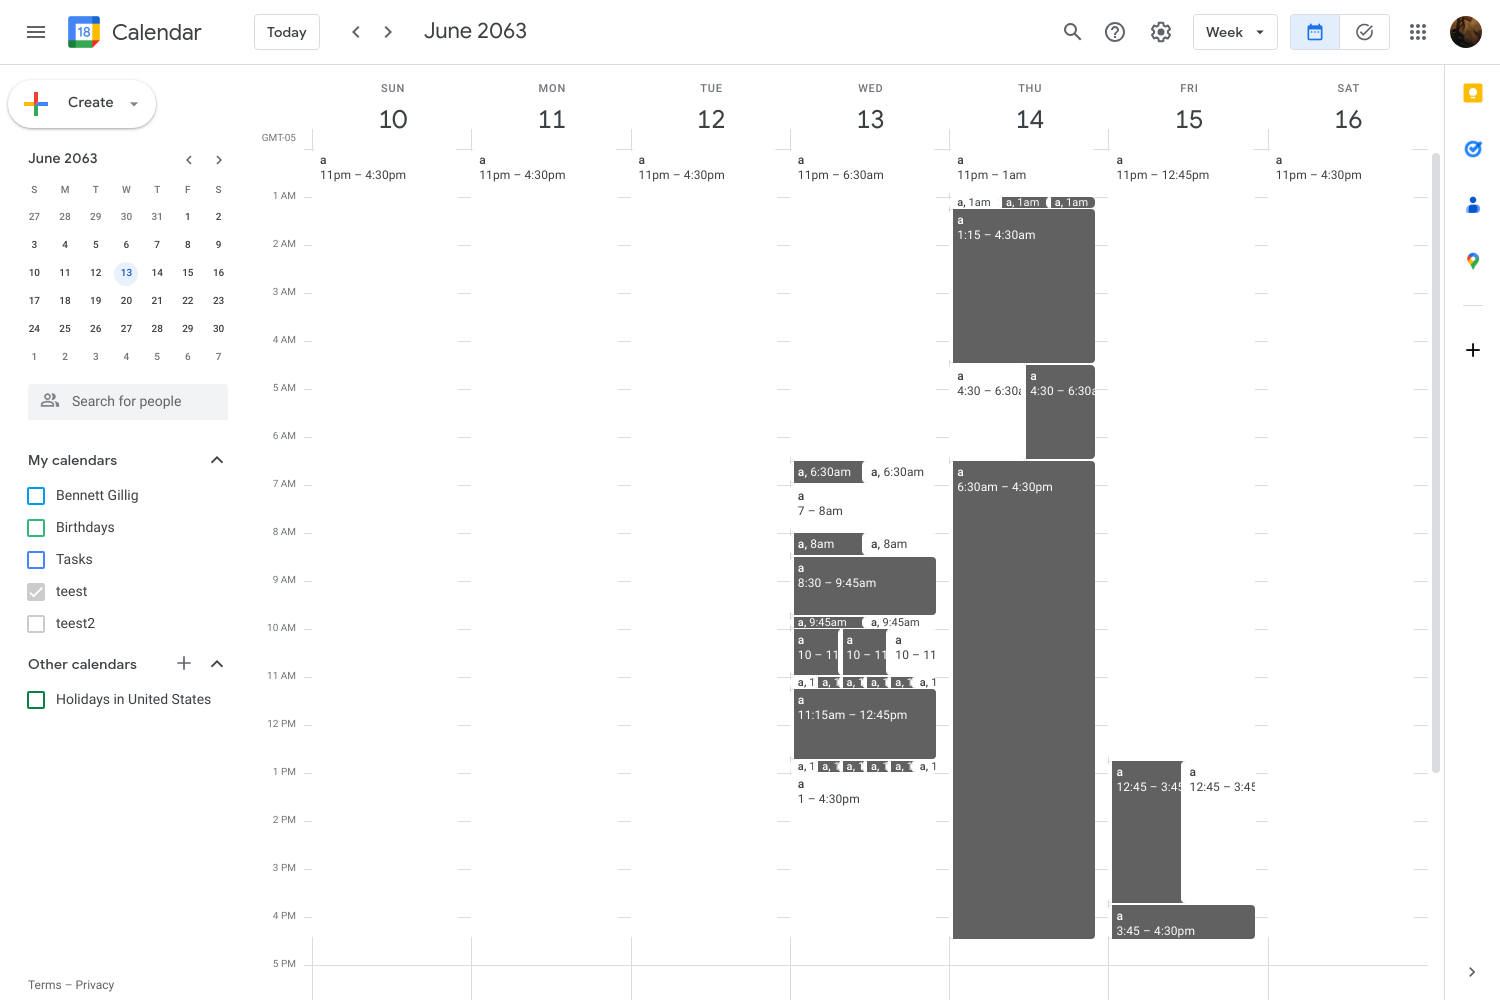 18 Calendar Today June 2063 Week
Create
SUN MON TUE WED THU FRI SAT
10 11 12 13 14 15 16
GMT-05
June 2063
S M T W T F S
27 28 29 30 31 1 2
3 4 5 6 7 8 9
10 11 12 13 14 15 16
17 18 19 20 21 22 23
24 25 26 27 28 29 30
1 2 3 4 5 6 7
Search for people
My calendars
Bennett Gillig
Birthdays
Tasks
teest
teest2
Other calendars
Holidays in United States
Terms – Privacy
1 AM
2 AM
3 AM
4 AM
5 AM
6 AM
7 AM
8 AM
9 AM
10 AM
11 AM
12 PM
1 PM
2 PM
3 PM
4 PM
5 PM
a
11pm – 4:30pm
a
11pm – 4:30pm
a
11pm – 4:30pm
a
11pm – 6:30am
a, 6:30am a, 6:30am
a
7 – 8am
a, 8am a, 8am
a
8:30 – 9:45am
a, 9:45am a, 9:45am
a a a
10 – 11 10 – 11 10 – 11
a, 1 a, 1 a, 1 a, 1 a, 1 a, 1
a
11:15am – 12:45pm
a, 1 a, 1 a, 1 a, 1 a, 1 a, 1
a
1 – 4:30pm
a
11pm – 1am
a, 1am a, 1am a, 1am
a
1:15 – 4:30am
a a
4:30 – 6:30a 4:30 – 6:30a
a
6:30am – 4:30pm
a
11pm – 12:45pm
a a
12:45 – 3:45 12:45 – 3:45
a
3:45 – 4:30pm
a
11pm – 4:30pm